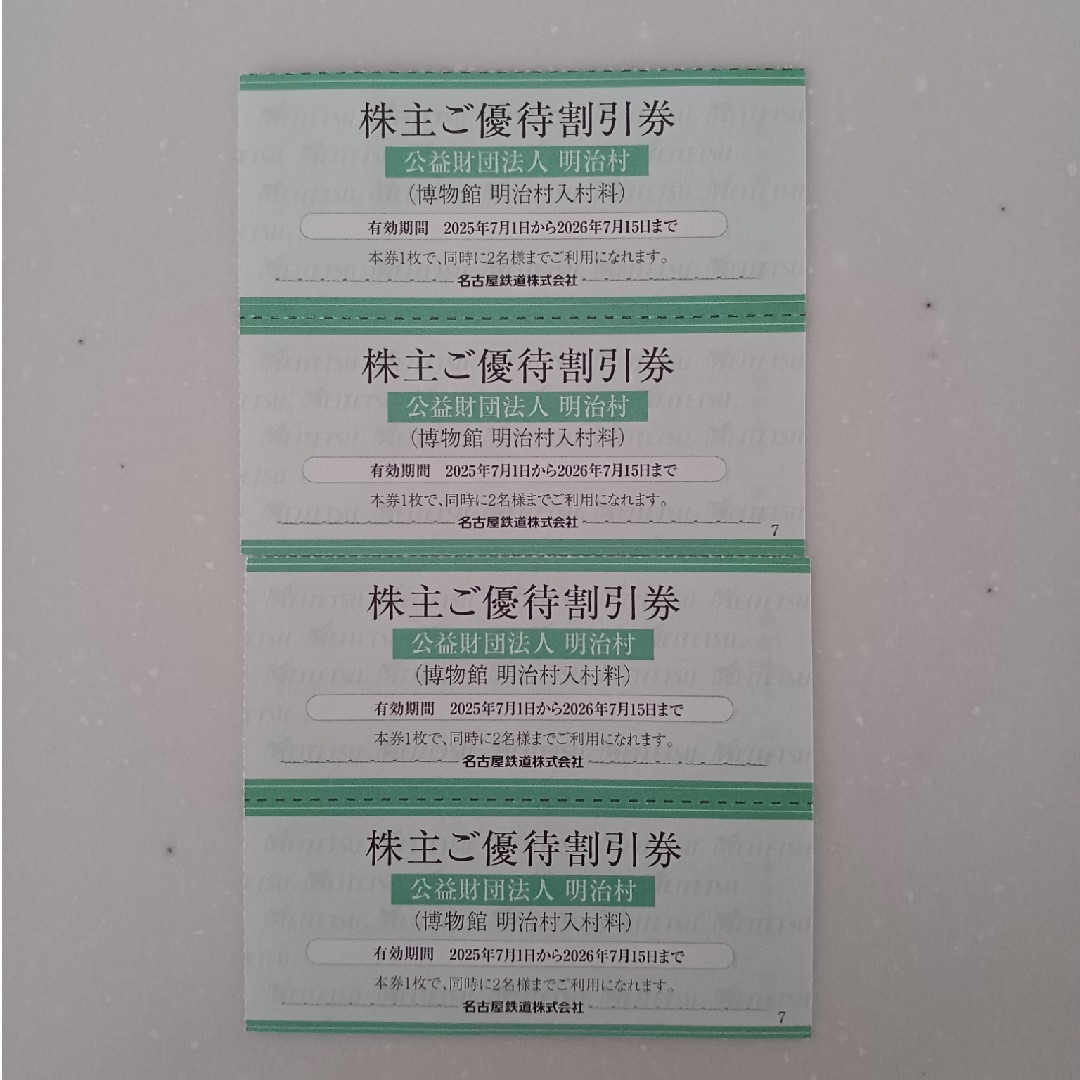 株主ご優待割引券
公益財団法人 明治村
(博物館 明治村入村料)
有効期間 2025年7月1日から2026年7月15日まで
本券1枚で、同時に2名様までご利用になれます。
名古屋鉄道株式会社
株主ご優待割引券
公益財団法人 明治村
(博物館 明治村入村料)
有効期間 2025年7月1日から2026年7月15日まで
本券1枚で、同時に2名様までご利用になれます。
名古屋鉄道株式会社
7
株主ご優待割引券
公益財団法人 明治村
(博物館 明治村入村料)
有効期間 2025年7月1日から2026年7月15日まで
本券1枚で、同時に2名様までご利用になれます。
名古屋鉄道株式会社
株主ご優待割引券
公益財団法人 明治村
(博物館 明治村入村料)
有効期間 2025年7月1日から2026年7月15日まで
本券1枚で、同時に2名様までご利用になれます。
名古屋鉄道株式会社
7